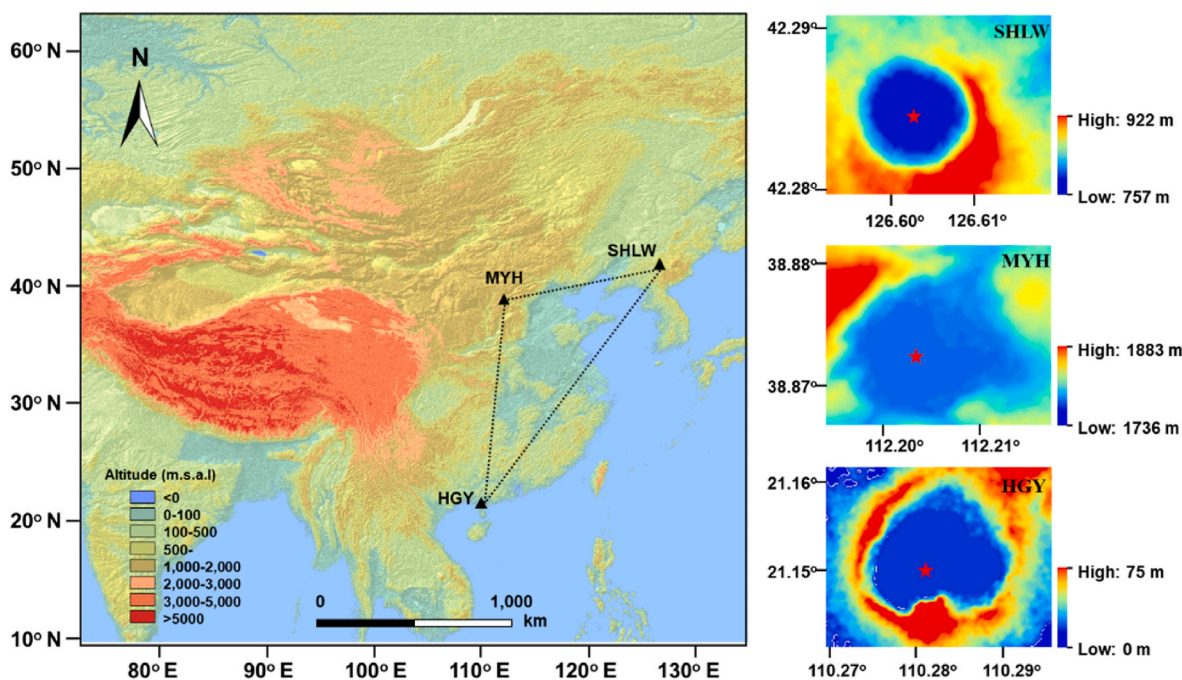 60° N
50° N
40° N
30° N
20° N
10° N
N
SHLW
MYH
HGY
Altitude (m.s.a.l)
<0
0-100
100-500
500-
1,000-2,000
2,000-3,000
3,000-5,000
>5000
0 1,000
km
80° E 90° E 100° E 110° E 120° E 130° E
42.29°
SHLW
High: 922 m
42.28°
Low: 757 m
126.60° 126.61°
38.88°
MYH
High: 1883 m
38.87°
Low: 1736 m
112.20° 112.21°
21.16°
HGY
21.15°
High: 75 m
Low: 0 m
110.27° 110.28° 110.29°